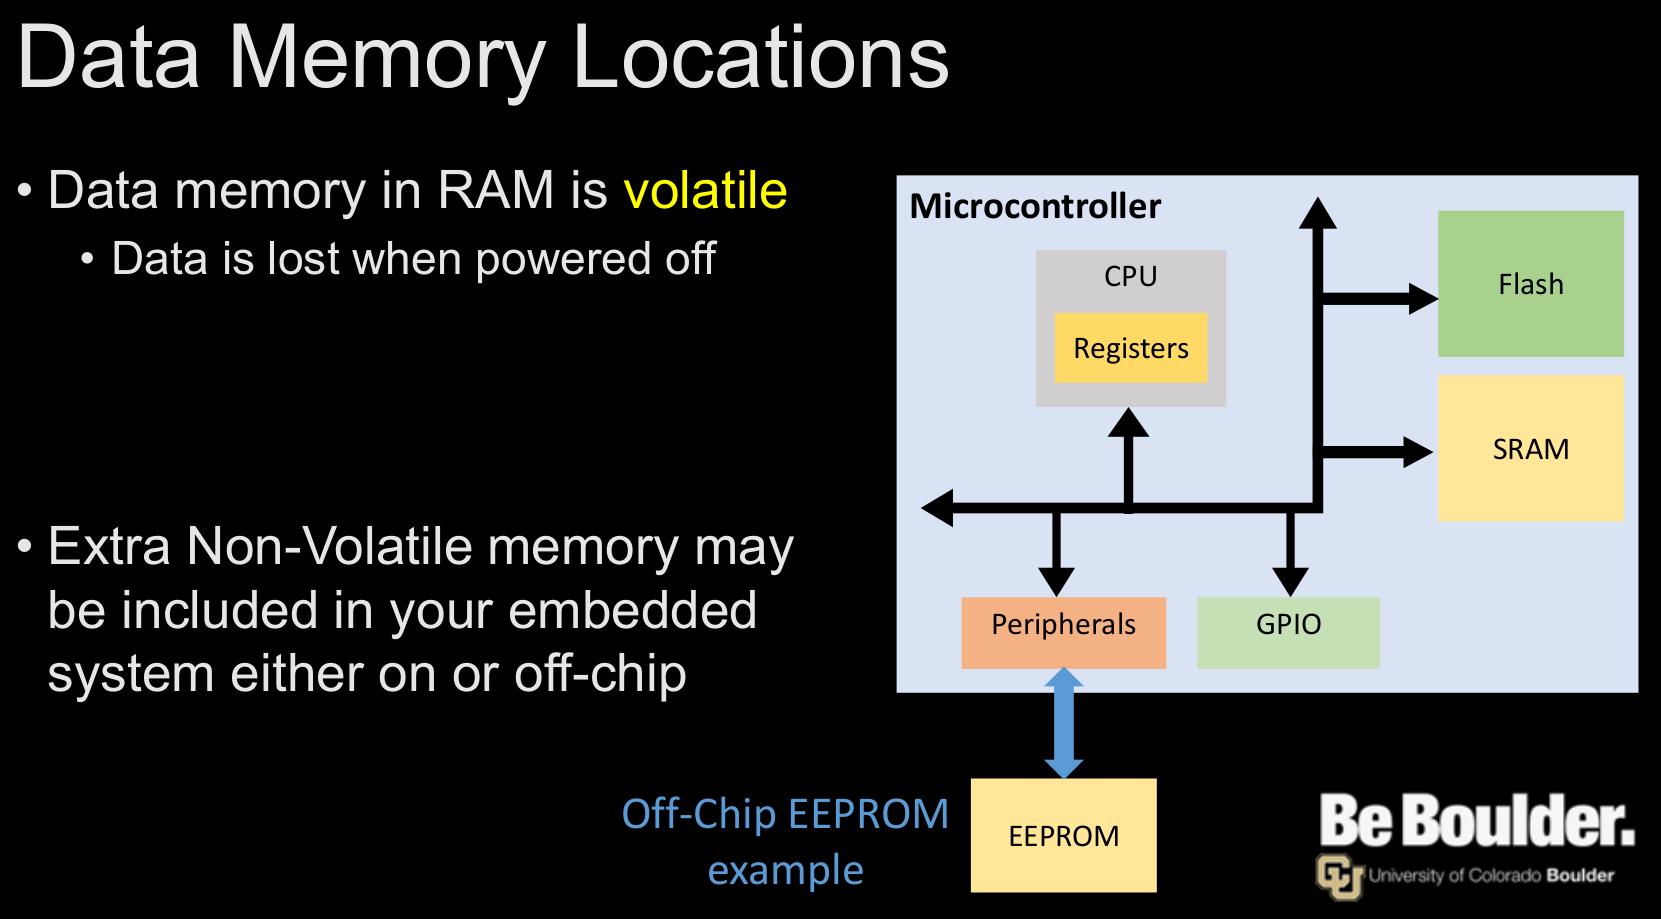 Data Memory Locations
• Data memory in RAM is volatile
• Data is lost when powered off
• Extra Non-Volatile memory may
be included in your embedded
system either on or off-chip
Microcontroller
CPU
Registers
Flash
SRAM
Peripherals
GPIO
Off-Chip EEPROM
example
EEPROM
Be Boulder.
CU
University of Colorado Boulder